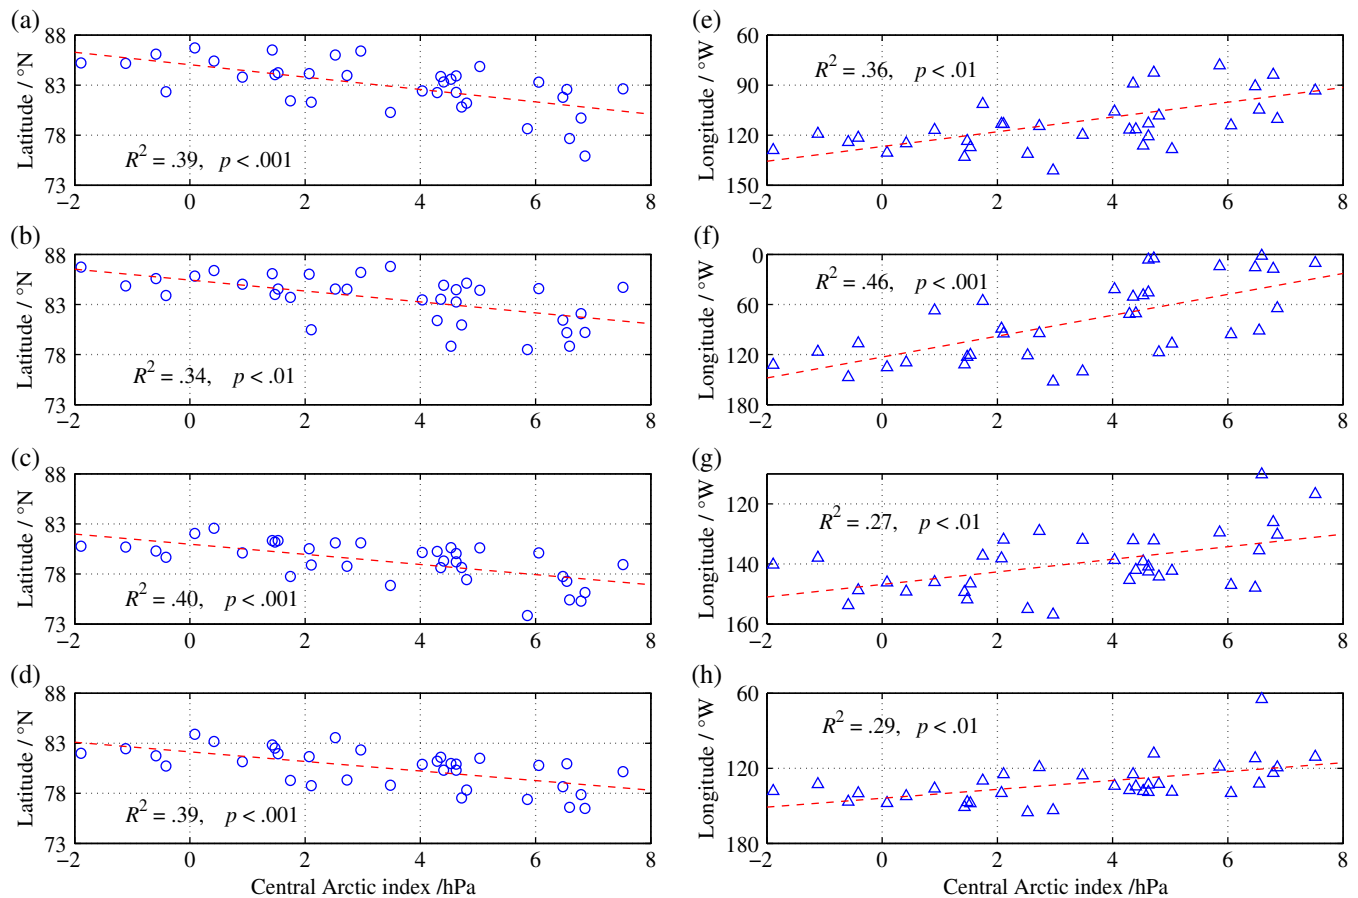 (a)
88
83
78
73
Latitude / °N
R² = .39, p < .001
−2 0 2 4 6 8
(e)
60
90
120
150
Longitude / °W
R² = .36, p < .01
−2 0 2 4 6 8
(b)
88
83
78
73
Latitude / °N
R² = .34, p < .01
−2 0 2 4 6 8
(f)
0
60
120
180
Longitude / °W
R² = .46, p < .001
−2 0 2 4 6 8
(c)
88
83
78
73
Latitude / °N
R² = .40, p < .001
−2 0 2 4 6 8
(g)
120
140
160
Longitude / °W
R² = .27, p < .01
−2 0 2 4 6 8
(d)
88
83
78
73
Latitude / °N
R² = .39, p < .001
−2 0 2 4 6 8
Central Arctic index /hPa
(h)
60
120
180
Longitude / °W
R² = .29, p < .01
−2 0 2 4 6 8
Central Arctic index /hPa